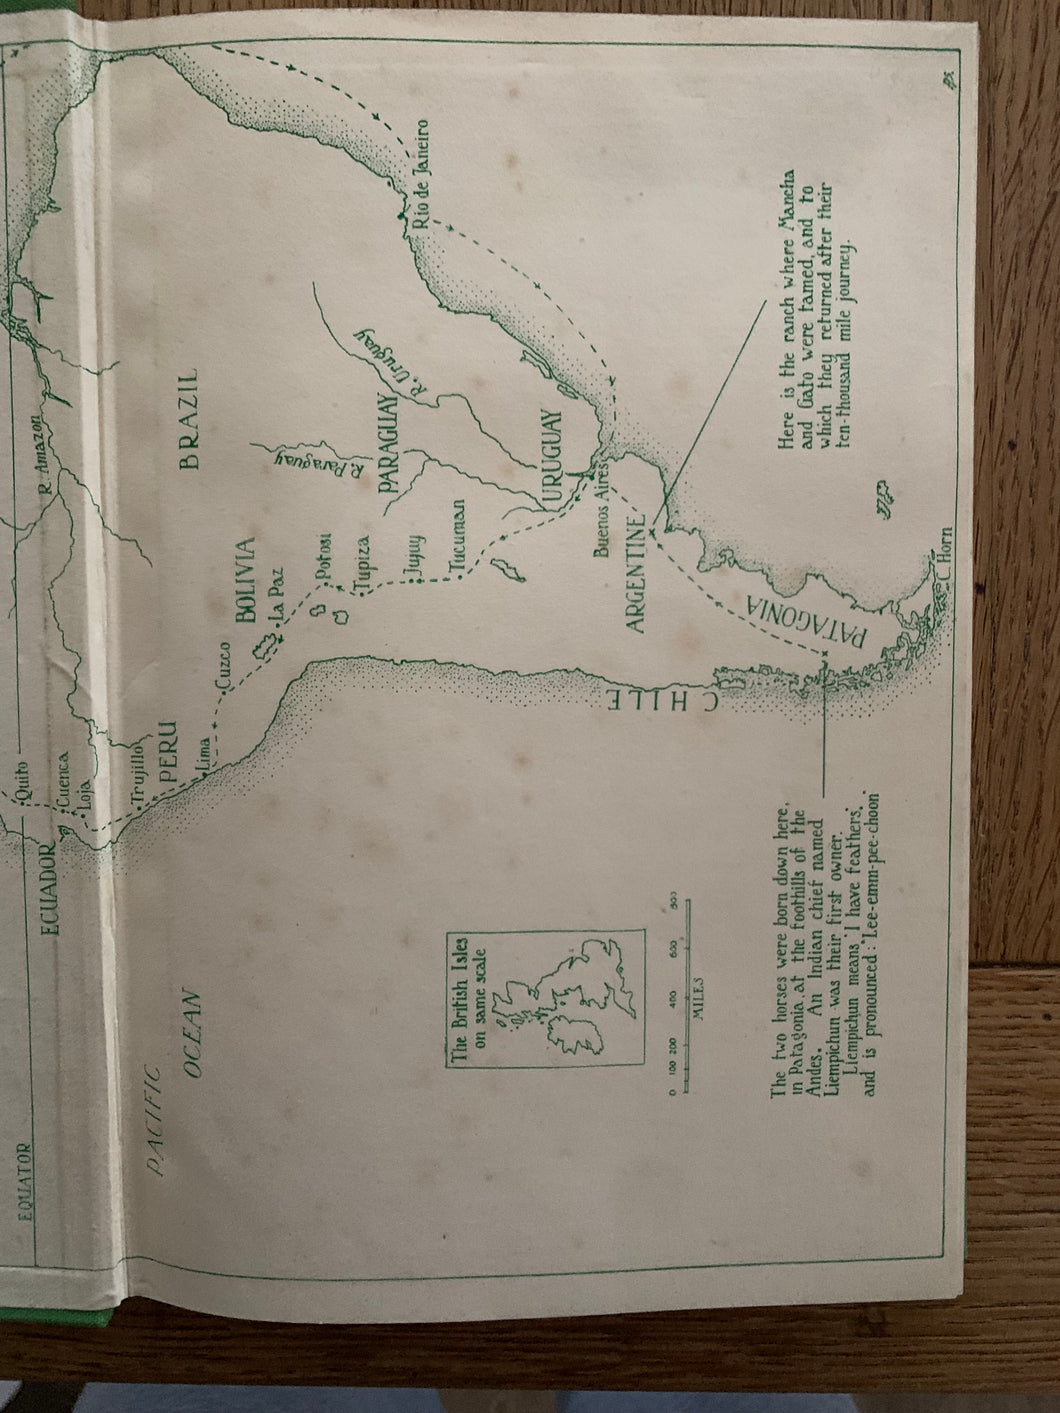 EQUATOR
Quito
Cuenca
Loja
ECUADOR
R. Amazon
Trujillo
PERU
Lima
Cuzco
BRAZIL
BOLIVIA
La Paz
Potosi
Tupiza
Jujuy
Tucuman
R. Paraguay
PARAGUAY
R. Uruguay
URUGUAY
Rio de Janeiro
Buenos Aires
ARGENTINE
PATAGONIA
CHILE
C. Horn
PACIFIC
OCEAN
The British Isles
on same scale
0 100 200 400 600 800
MILES
Here is the ranch where Mancha
and Gato were tamed, and to
which they returned after their
ten-thousand mile journey.
The two horses were born down here,
in Patagonia, at the foothills of the
Andes. An Indian chief named
Liempichun was their first owner.
Liempichun means 'I have feathers',
and is pronounced: 'Lee-emm-pee-choon'